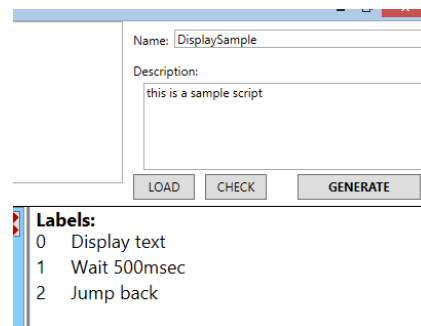 Name: DisplaySample
Description:
this is a sample script
LOAD CHECK GENERATE
Labels:
0 Display text
1 Wait 500msec
2 Jump back